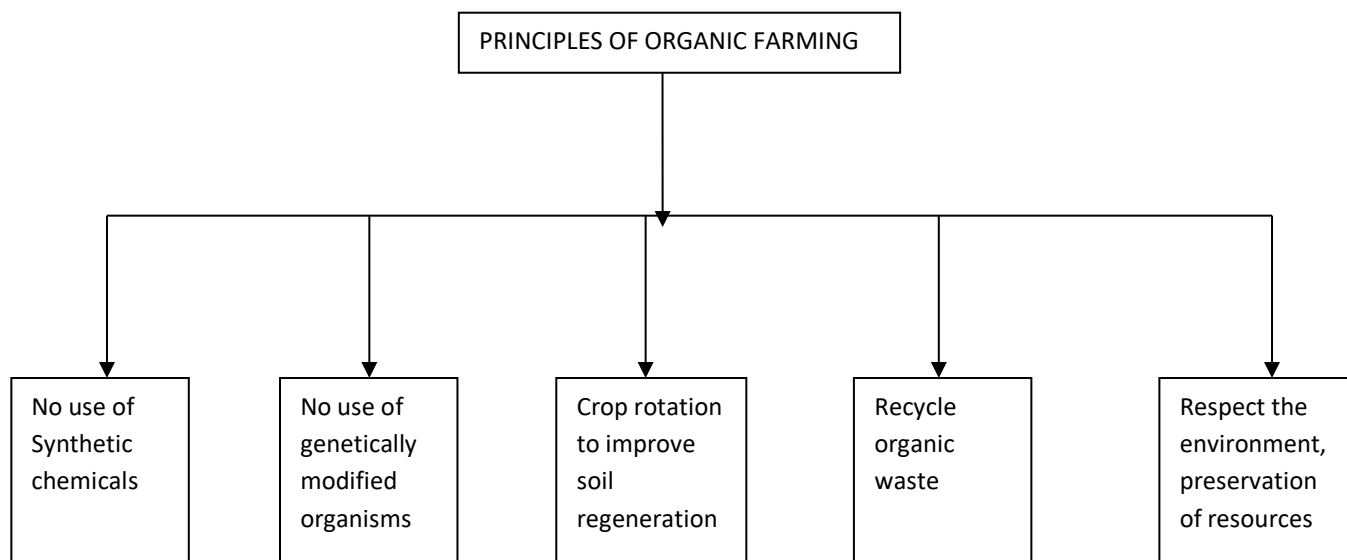 PRINCIPLES OF ORGANIC FARMING
No use of
Synthetic
chemicals
No use of
genetically
modified
organisms
Crop rotation
to improve
soil
regeneration
Recycle
organic
waste
Respect the
environment,
preservation
of resources